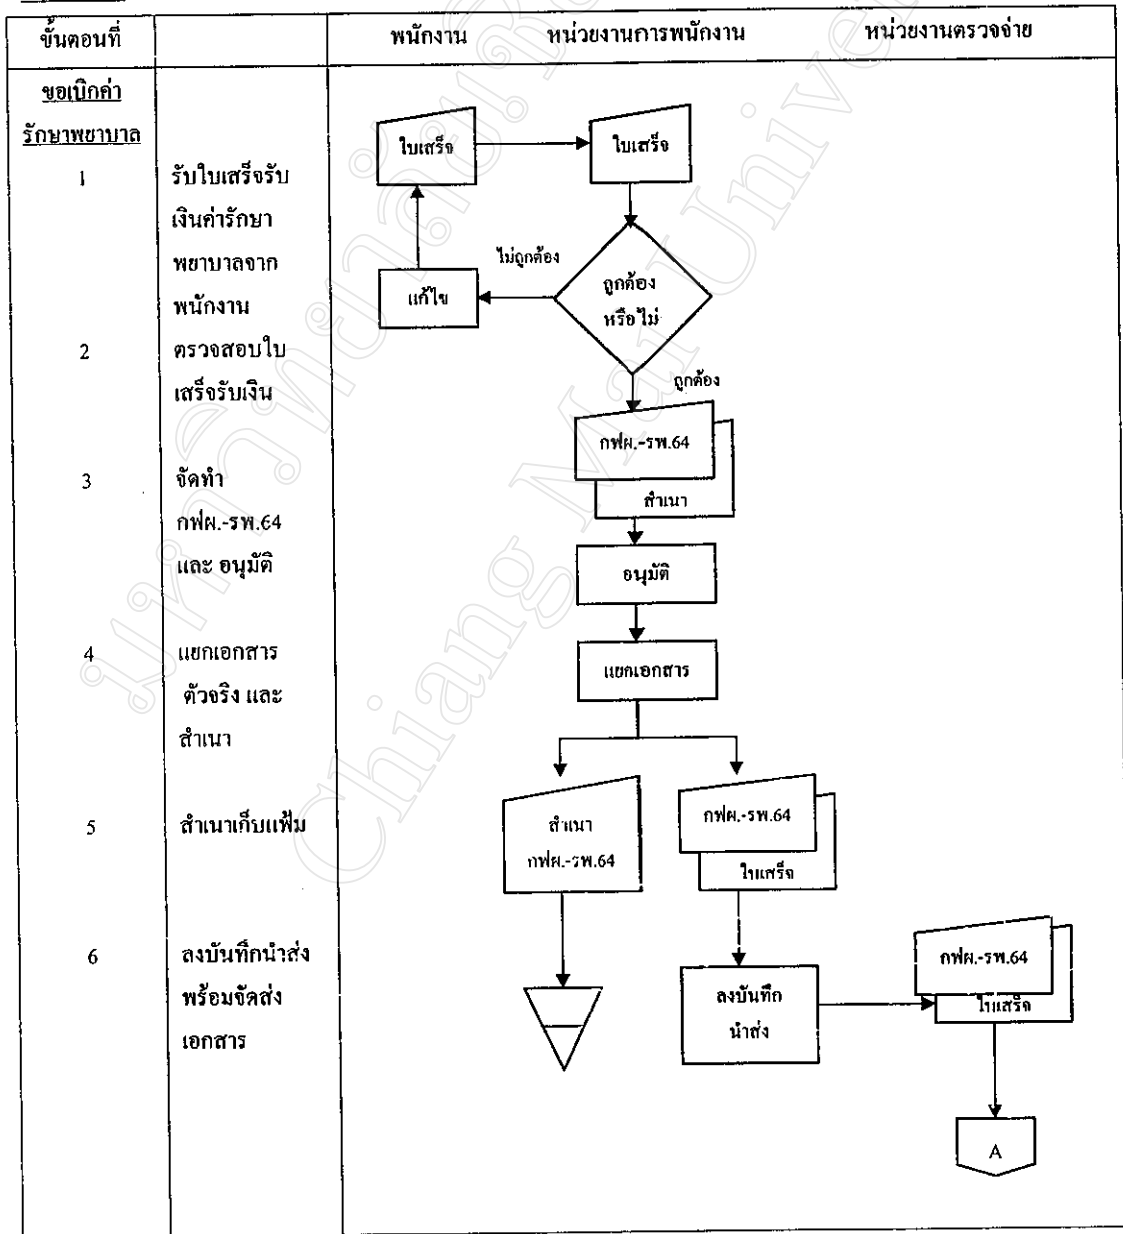 ขั้นตอนที่
พนักงาน
หน่วยงานการพนักงาน
หน่วยงานตรวจจ่าย
ขอเบิกค่า
รักษาพยาบาล
1
รับใบเสร็จรับ
เงินค่ารักษา
พยาบาลจาก
พนักงาน
2
ตรวจสอบใบ
เสร็จรับเงิน
3
จัดทำ
กฟผ.-รพ.64
และ อนุมัติ
4
แยกเอกสาร
ตัวจริง และ
สำเนา
5
สำเนาเก็บแฟ้ม
6
ลงบันทึกนำส่ง
พร้อมจัดส่ง
เอกสาร
ใบเสร็จ
ใบเสร็จ
ไม่ถูกต้อง
แก้ไข
ถูกต้อง
หรือไม่
ถูกต้อง
กฟผ.-รพ.64
สำเนา
อนุมัติ
แยกเอกสาร
สำเนา
กฟผ.-รพ.64
กฟผ.-รพ.64
ใบเสร็จ
ลงบันทึก
นำส่ง
กฟผ.-รพ.64
ใบเสร็จ
A
Chiang Mai Univer